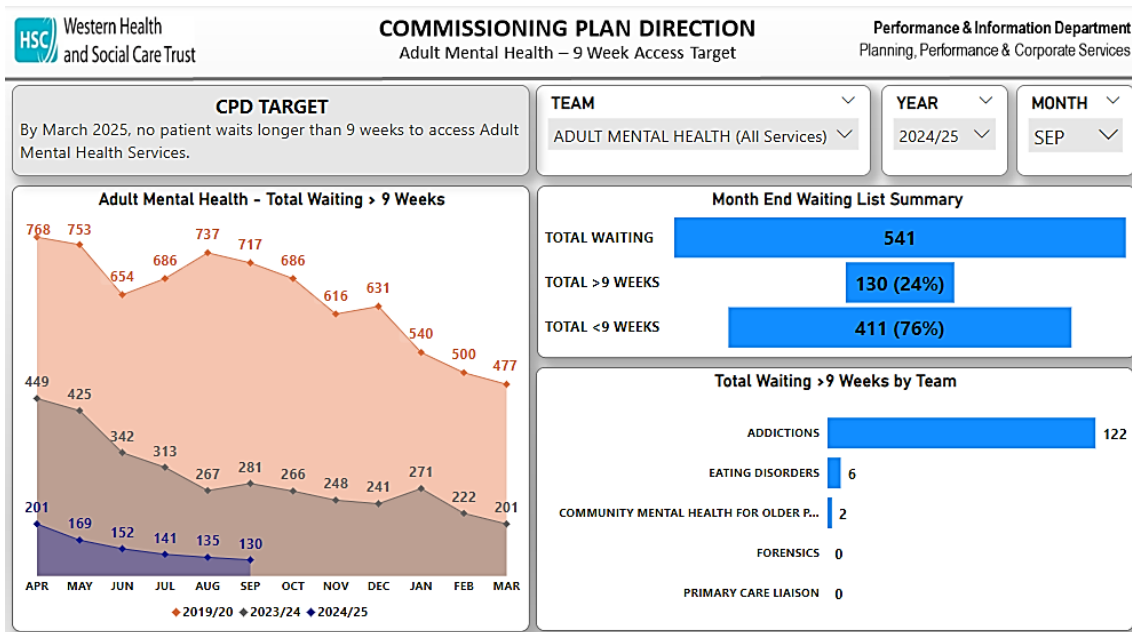 HSC
Western Health
and Social Care Trust
COMMISSIONING PLAN DIRECTION
Adult Mental Health – 9 Week Access Target
Performance & Information Department
Planning, Performance & Corporate Services
CPD TARGET
By March 2025, no patient waits longer than 9 weeks to access Adult
Mental Health Services.
TEAM
ADULT MENTAL HEALTH (All Services)
YEAR
2024/25
MONTH
SEP
Adult Mental Health - Total Waiting > 9 Weeks
768 753 654 686 737 717 686 616 631 540 500 477
449 425 342 313 267 281 266 248 241 271 222 201
201 169 152 141 135 130
APR MAY JUN JUL AUG SEP OCT NOV DEC JAN FEB MAR
2019/20 2023/24 2024/25
Month End Waiting List Summary
TOTAL WAITING 541
TOTAL >9 WEEKS 130 (24%)
TOTAL <9 WEEKS 411 (76%)
Total Waiting >9 Weeks by Team
ADDICTIONS 122
EATING DISORDERS 6
COMMUNITY MENTAL HEALTH FOR OLDER P... 2
FORENSICS 0
PRIMARY CARE LIAISON 0